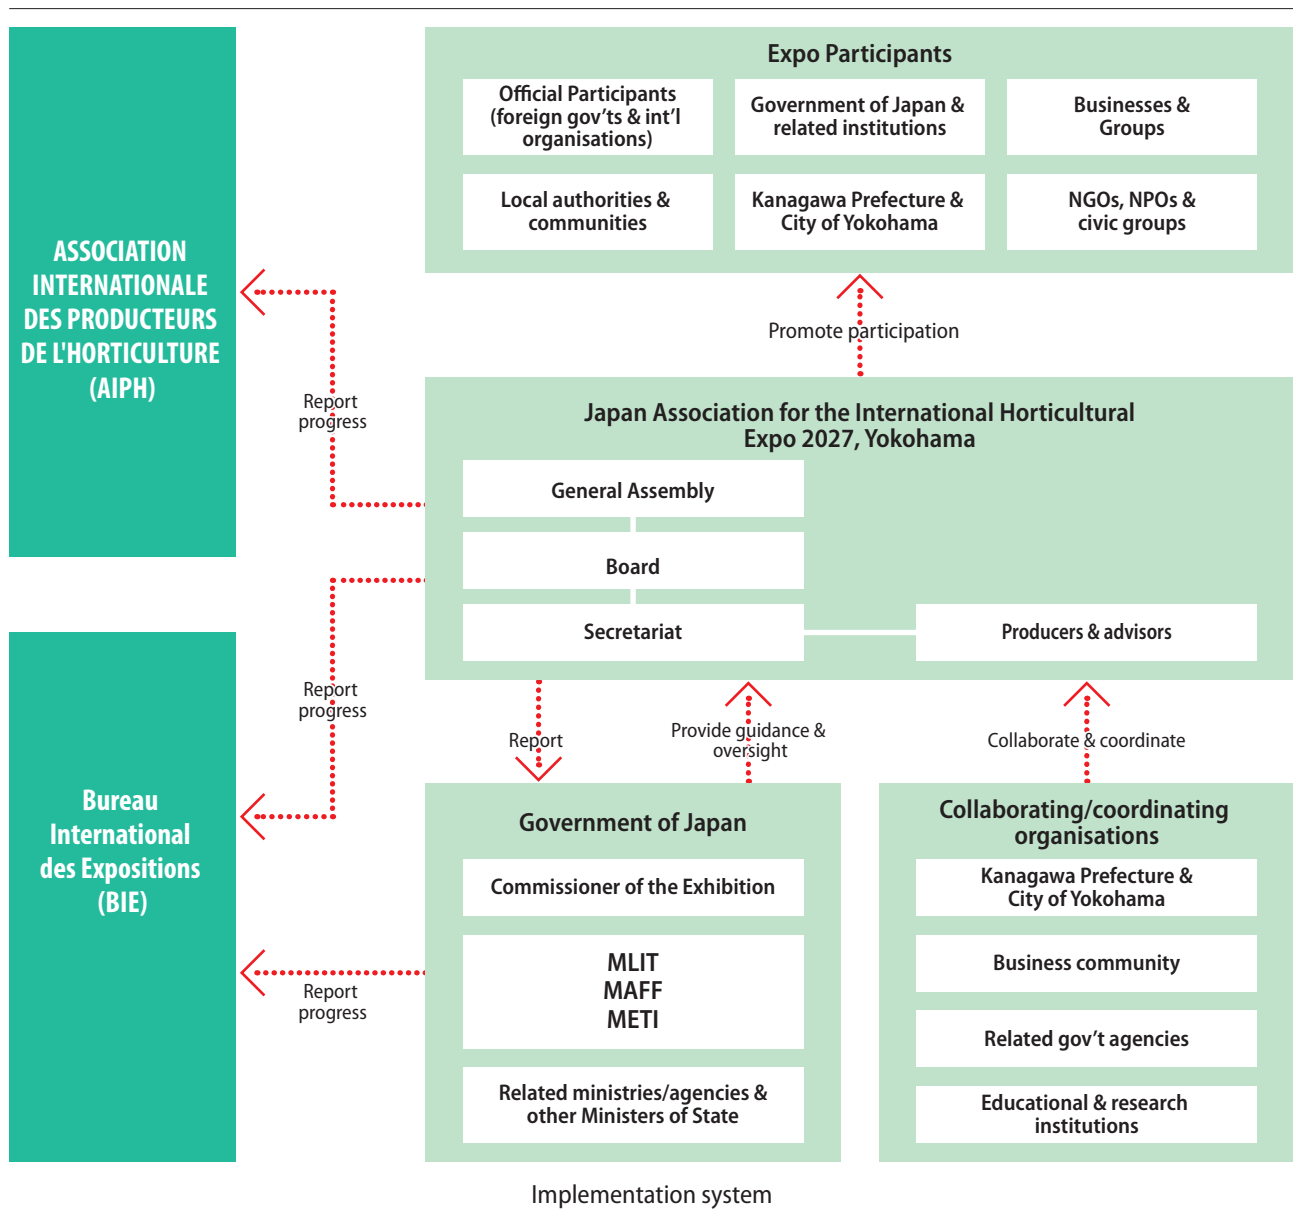 ASSOCIATION
INTERNATIONALE
DES PRODUCTEURS
DE L'HORTICULTURE
(AIPH)
Bureau
International
des Expositions
(BIE)
Expo Participants
Official Participants
(foreign gov’ts & int’l
organisations)
Government of Japan &
related institutions
Businesses &
Groups
Local authorities &
communities
Kanagawa Prefecture &
City of Yokohama
NGOs, NPOs &
civic groups
Promote participation
Report
progress
Japan Association for the International Horticultural
Expo 2027, Yokohama
General Assembly
Board
Secretariat
Producers & advisors
Report
progress
Report
Provide guidance &
oversight
Collaborate & coordinate
Government of Japan
Commissioner of the Exhibition
MLIT
MAFF
METI
Related ministries/agencies &
other Ministers of State
Report
progress
Collaborating/coordinating
organisations
Kanagawa Prefecture &
City of Yokohama
Business community
Related gov’t agencies
Educational & research
institutions
Implementation system